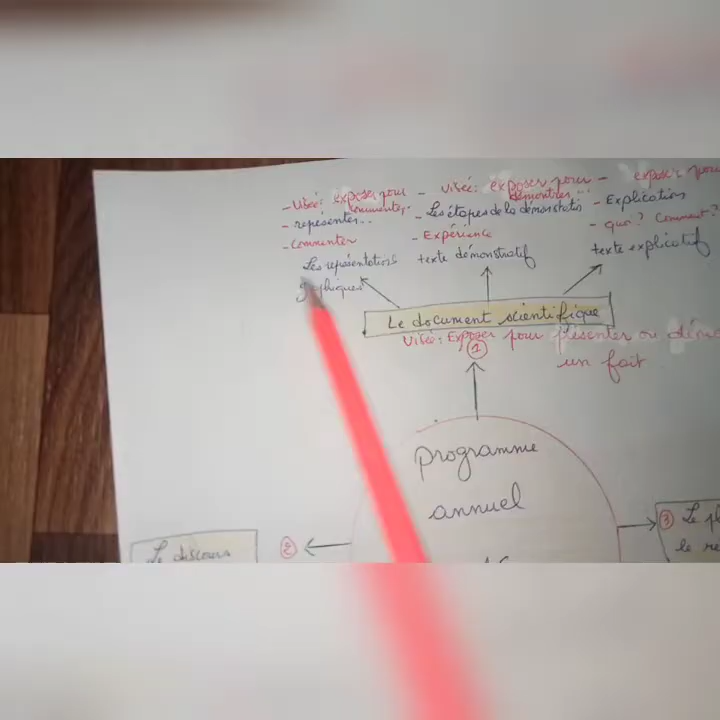 - Visée: exposer pour
- représenter..
- Commenter
Les représentations
graphiques
- Visée: exposer pour
démontrer..
- Les étapes de la démonstration
- Expérience
texte démonstratif
- exposer pour
- Explication
- quoi? Comment?
texte explicatif
Le document scientifique
Visée: Exposer pour présenter ou
un fait
1
programme
annuel
Le discours
2
3
Le
le